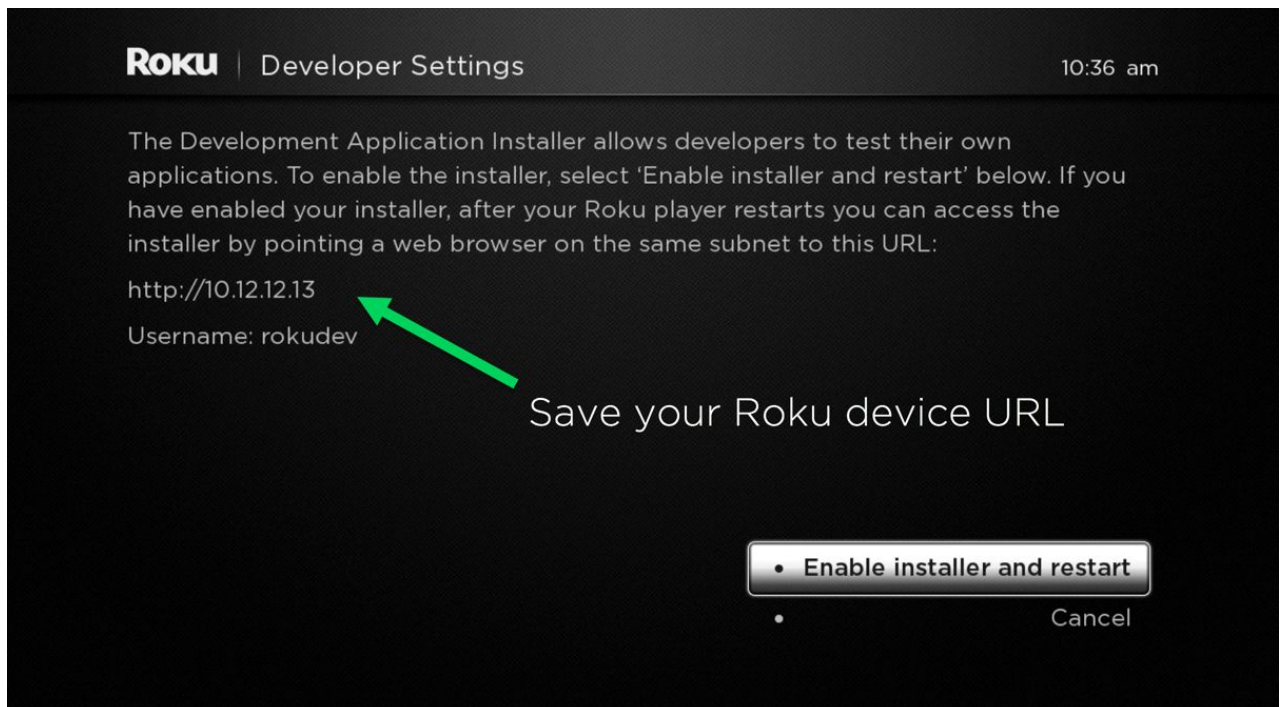 Roku | Developer Settings 10:36 am
The Development Application Installer allows developers to test their own
applications. To enable the installer, select ‘Enable installer and restart’ below. If you
have enabled your installer, after your Roku player restarts you can access the
installer by pointing a web browser on the same subnet to this URL:
http://10.12.12.13
Username: rokudev
Save your Roku device URL
• Enable installer and restart
• Cancel